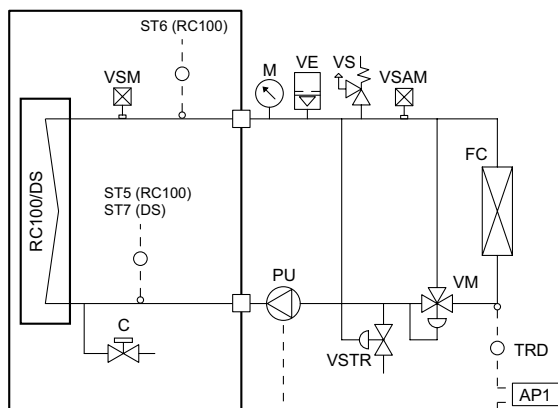 ST6 (RC100)
VSM
M
VE
VS
VSAM
FC
RC100/DS
ST5 (RC100)
ST7 (DS)
PU
VM
C
VSTR
TRD
AP1